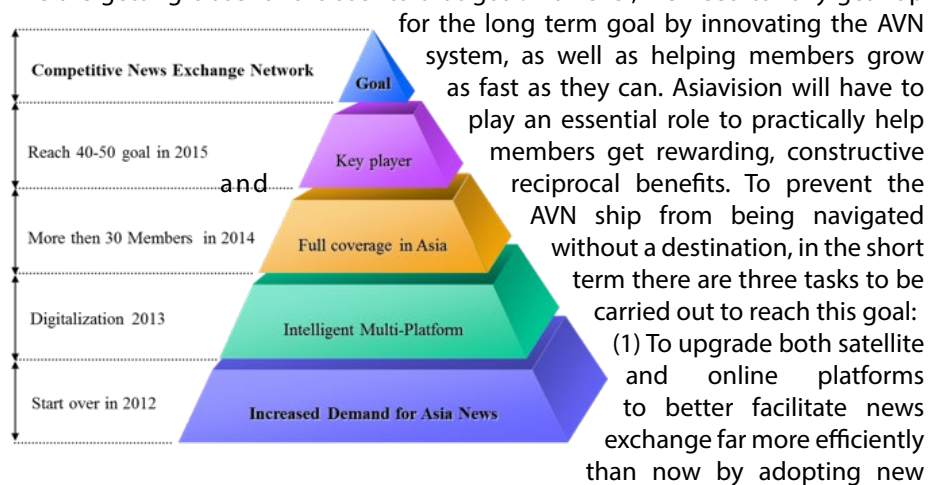 for the long term goal by innovating the AVN
system, as well as helping members grow
as fast as they can. Asiavision will have to
play an essential role to practically help
members get rewarding, constructive
and reciprocal benefits. To prevent the
AVN ship from being navigated
without a destination, in the short
term there are three tasks to be
carried out to reach this goal:
(1) To upgrade both satellite
and online platforms
to better facilitate news
exchange far more efficiently
than now by adopting new
Competitive News Exchange Network
Goal
Reach 40-50 goal in 2015
Key player
More then 30 Members in 2014
Full coverage in Asia
Digitalization 2013
Intelligent Multi-Platform
Start over in 2012
Increased Demand for Asia News